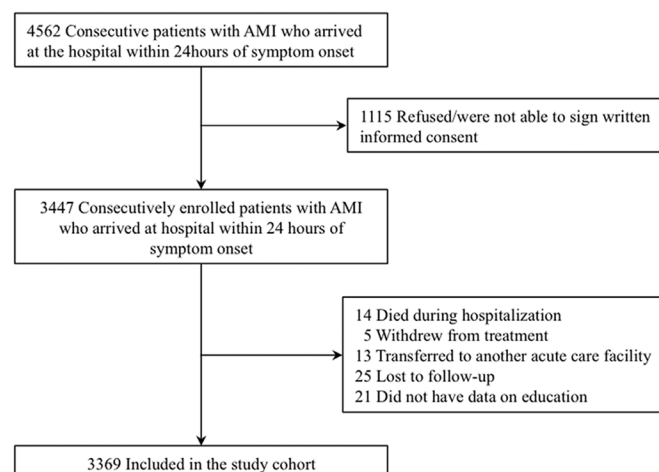 4562 Consecutive patients with AMI who arrived
at the hospital within 24hours of symptom onset
1115 Refused/were not able to sign written
informed consent
3447 Consecutively enrolled patients with AMI
who arrived at hospital within 24 hours of
symptom onset
14 Died during hospitalization
5 Withdrew from treatment
13 Transferred to another acute care facility
25 Lost to follow-up
21 Did not have data on education
3369 Included in the study cohort